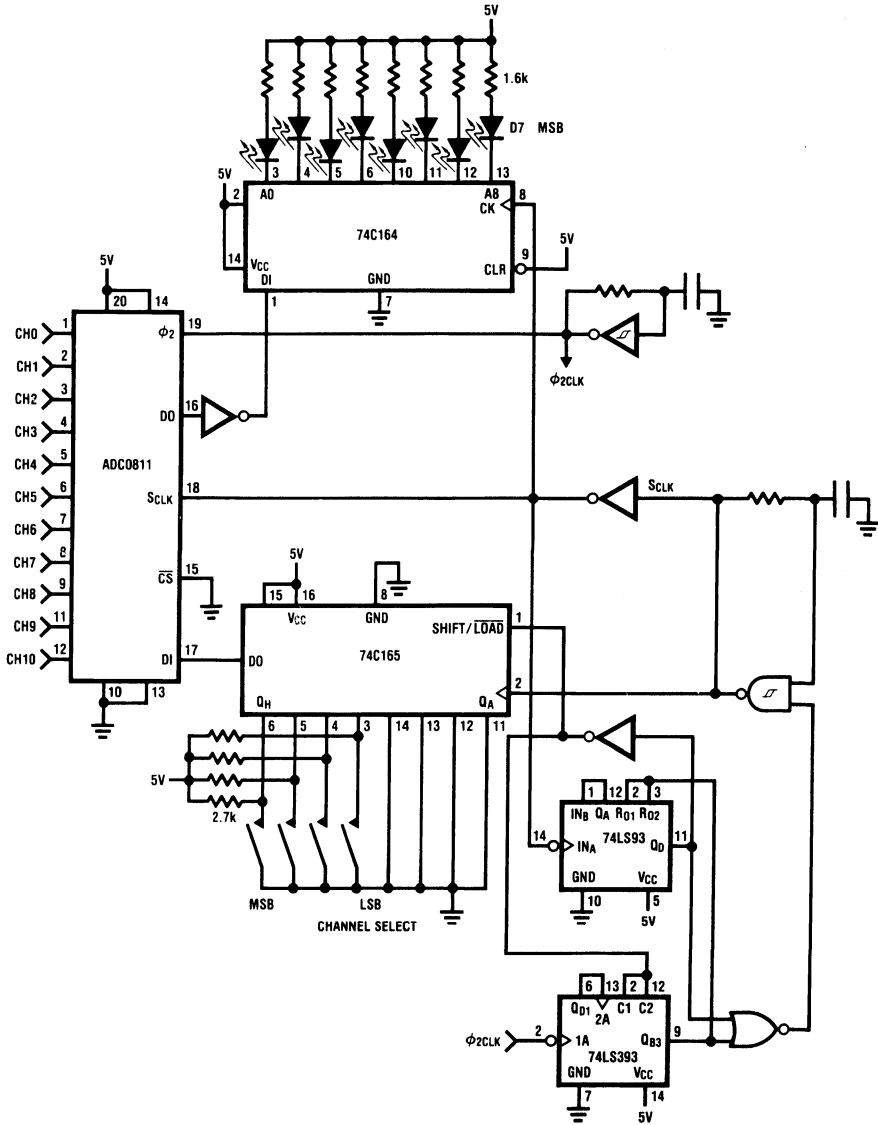 5V
1.6k
D7 MSB
3 4 5 6 10 11 12 13
5V
2 A0 A8 8
CK
74C164
9 5V
14 VCC CLR
DI GND
1 7
5V
20 14
CH0 1 ϕ2 19
ϕ2CLK
CH1 2
CH2 3
DO 16
CH3 4
CH4 5 ADC0811
CH5 6 SCLK 18 SCLK
CH6 7
CH7 8 5V
CS 15
CH8 9 15 16 8
VCC GND
CH9 11 SHIFT/LOAD 1
74C165
CH10 12 DI 17 DO
10 13 QH QA 2
6 5 4 3 14 13 12 11
5V
2.7k
1 12 2 3
INB QA R01 R02
74LS93
14 INA QD 11
GND VCC
10 5
5V
MSB LSB
CHANNEL SELECT
6 13 2 12
QD1 2A C1 C2
ϕ2CLK 2 1A QB3 9
74LS393
GND VCC
7 14
5V